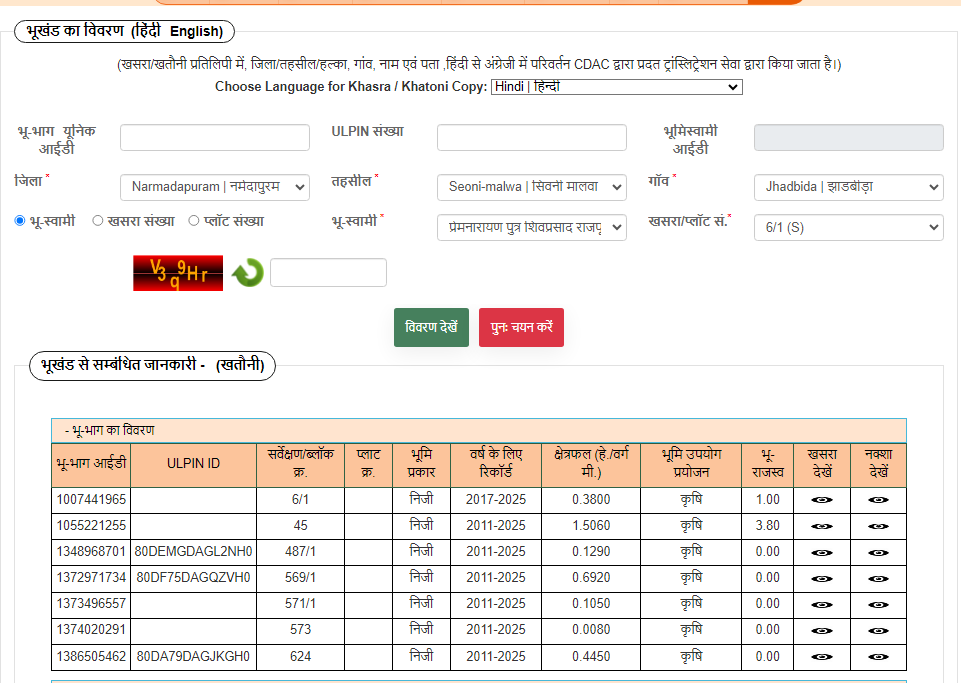 भूखंड का विवरण (हिंदी English)
(खसरा/खतौनी प्रतिलिपी में, जिला/तहसील/हल्का, गांव, नाम एवं पता ,हिंदी से अंग्रेजी में परिवर्तन CDAC द्वारा प्रदत ट्रांस्लिट्रेशन सेवा द्वारा किया जाता है।)
Choose Language for Khasra / Khatoni Copy: Hindi | हिन्दी
भू-भाग यूनिक आईडी ULPIN संख्या भूमिस्वामी आईडी
जिला * Narmadapuram | नर्मदापुरम तहसील * Seoni-malwa | सिवनी मालवा गाँव * Jhadbida | झाडबीड़ा
भू-स्वामी खसरा संख्या प्लॉट संख्या भू-स्वामी * प्रेमनारायण पुत्र शिवप्रसाद राजपू खसरा/प्लॉट सं.* 6/1 (S)
V3q9Hr
विवरण देखें पुनः चयन करें
भूखंड से सम्बंधित जानकारी - (खतौनी)
- भू-भाग का विवरण
भू-भाग आईडी ULPIN ID सर्वेक्षण/ब्लॉक क्र. प्लाट क्र. भूमि प्रकार वर्ष के लिए रिकॉर्ड क्षेत्रफल (हे./वर्ग मी.) भूमि उपयोग प्रयोजन भू-राजस्व खसरा देखें नक्शा देखें
1007441965 6/1 निजी 2017-2025 0.3800 कृषि 1.00
1055221255 45 निजी 2011-2025 1.5060 कृषि 3.80
1348968701 80DEMGDAGL2NH0 487/1 निजी 2011-2025 0.1290 कृषि 0.00
1372971734 80DF75DAGQZVH0 569/1 निजी 2011-2025 0.6920 कृषि 0.00
1373496557 571/1 निजी 2011-2025 0.1050 कृषि 0.00
1374020291 573 निजी 2011-2025 0.0080 कृषि 0.00
1386505462 80DA79DAGJKGH0 624 निजी 2011-2025 0.4450 कृषि 0.00